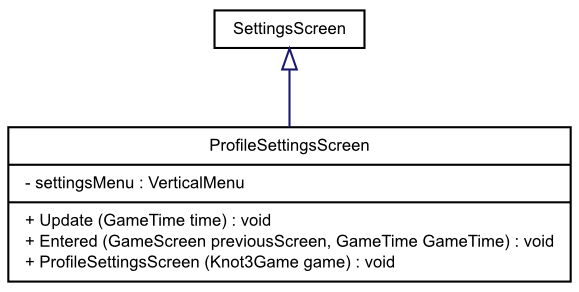 SettingsScreen
ProfileSettingsScreen
- settingsMenu : VerticalMenu
+ Update (GameTime time) : void
+ Entered (GameScreen previousScreen, GameTime GameTime) : void
+ ProfileSettingsScreen (Knot3Game game) : void